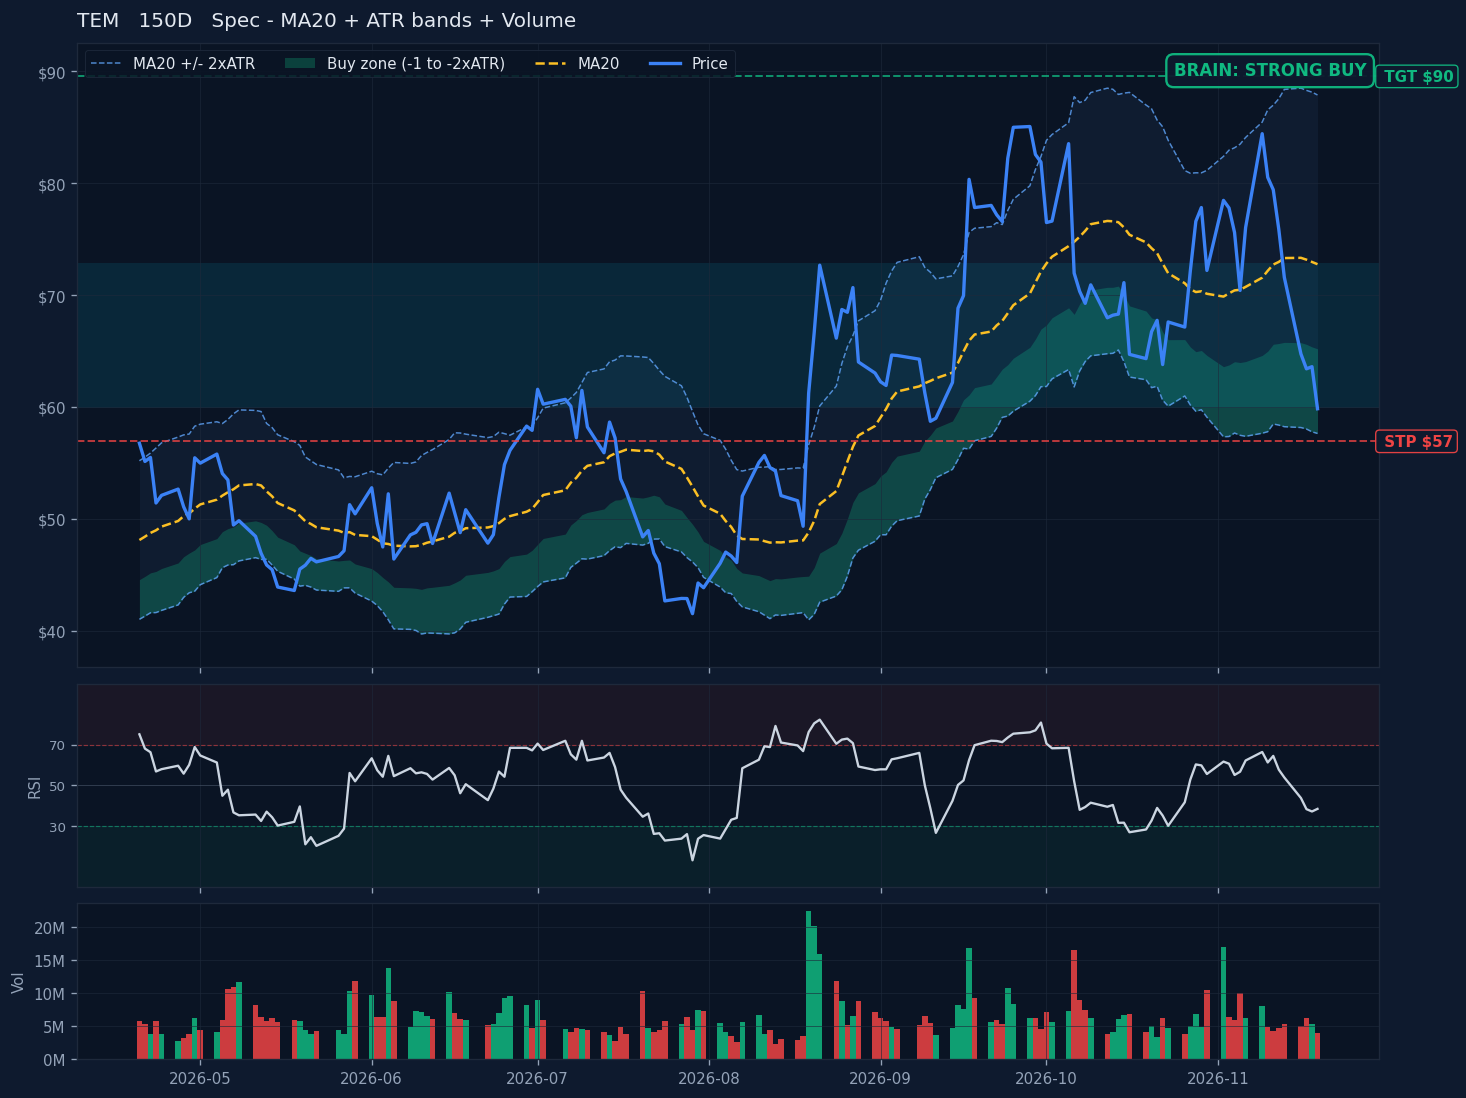 TEM   150D   Spec - MA20 + ATR bands + Volume
MA20 +/- 2xATR
Buy zone (-1 to -2xATR)
MA20
Price
BRAIN: STRONG BUY
TGT $90
$90
$80
$70
$60
STP $57
$50
$40
RSI
70
50
30
Vol
20M
15M
10M
5M
0M
2026-05
2026-06
2026-07
2026-08
2026-09
2026-10
2026-11